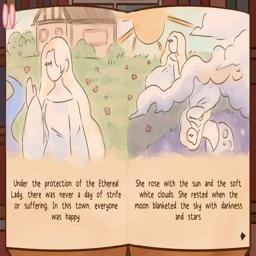 Under the protection of the Ethereal
Lady, there was never a day of strife
or suffering. In this town, everyone
was happy.
She rose with the sun and the soft
white clouds. She rested when the
moon blanketed the sky with darkness
and stars.